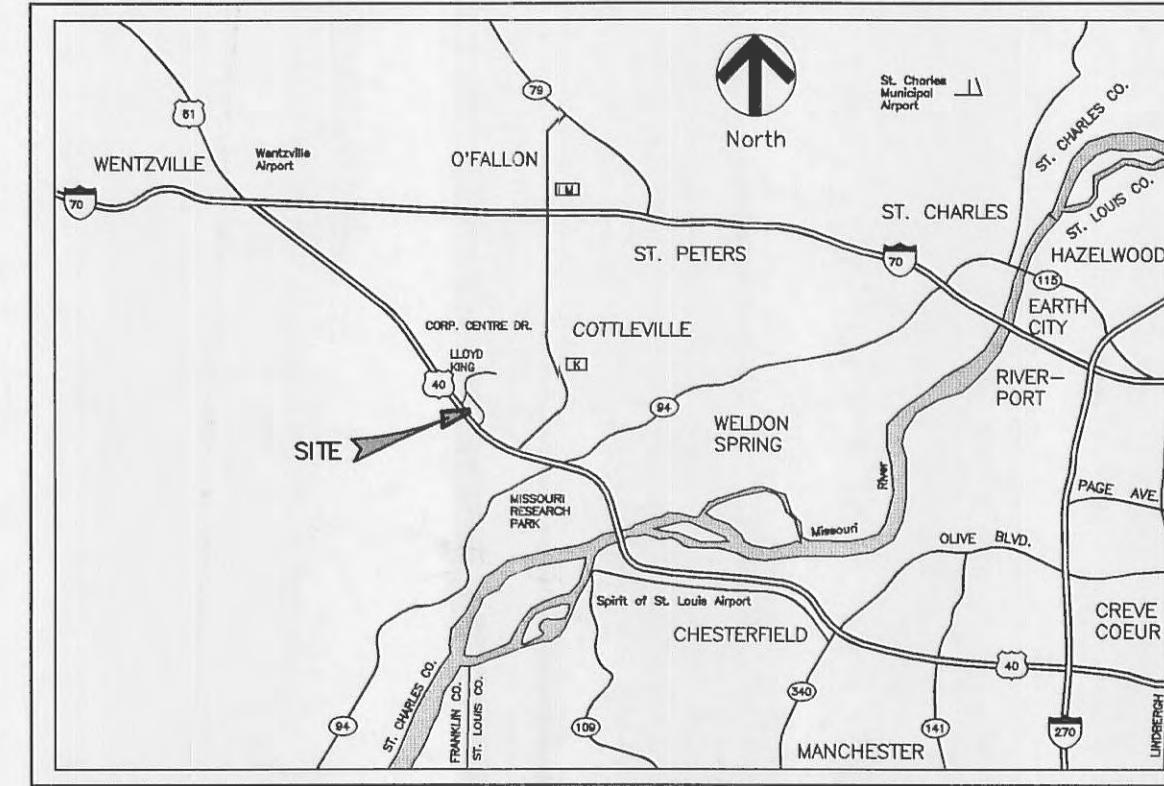 79
St. Charles
Municipal
Airport
North
ST. CHARLES CO.
61
WENTZVILLE
Wentzville
Airport
O'FALLON
M
ST. LOUIS CO.
70
ST. CHARLES
HAZELWOOD
ST. PETERS
70
115
EARTH
CITY
CORP. CENTRE DR.
COTTLEVILLE
LLOYD
KING
K
40
RIVER-
PORT
94
WELDON
SPRING
SITE
River
MISSOURI
RESEARCH
PARK
PAGE AVE.
Missouri
OLIVE BLVD.
Spirit of St. Louis Airport
CHESTERFIELD
CREVE
COEUR
40
ST. CHARLES CO.
FRANKLIN CO.
ST. LOUIS CO.
340
94
109
141
270
LINDBERGH
MANCHESTER